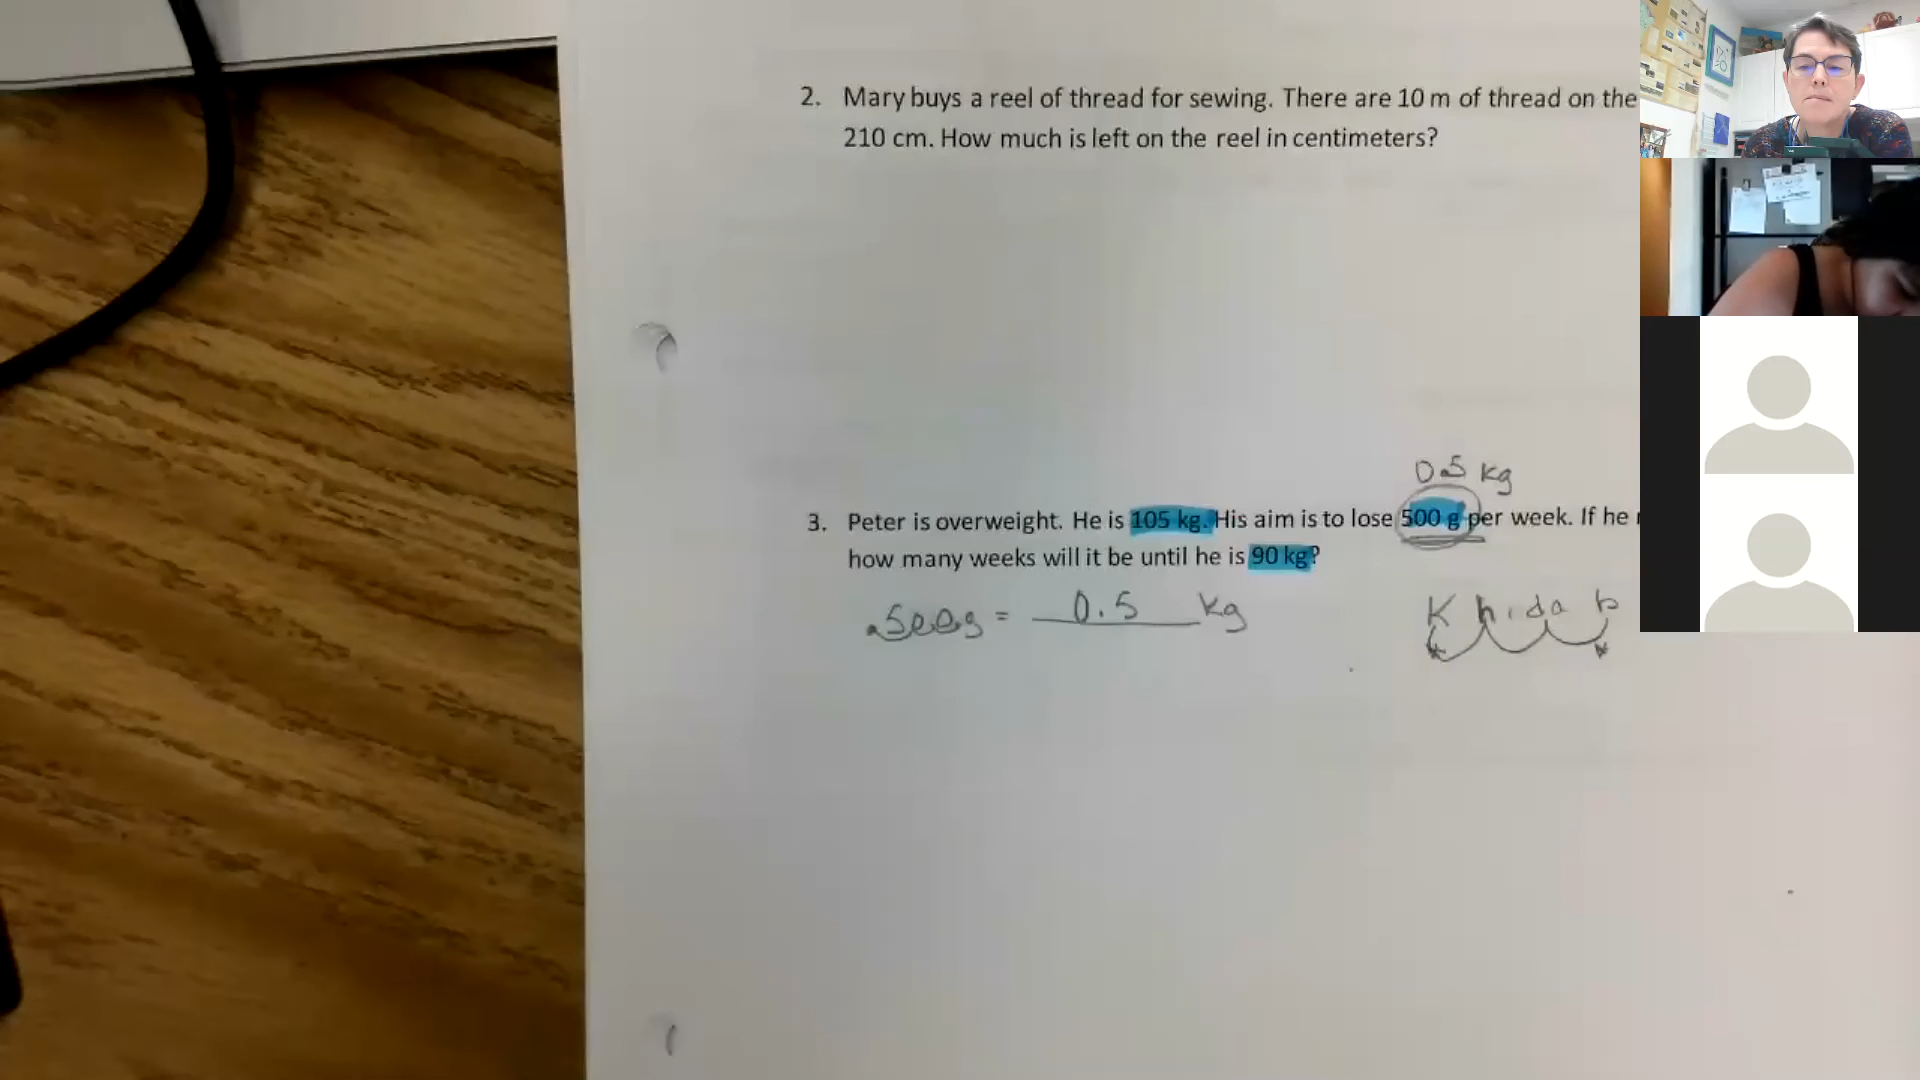 2. Mary buys a reel of thread for sewing. There are 10 m of thread on the
210 cm. How much is left on the reel in centimeters?
0.5 kg
3. Peter is overweight. He is 105 kg. His aim is to lose 500 g per week. If he
how many weeks will it be until he is 90 kg?
500g = 0.5 kg
K h da b